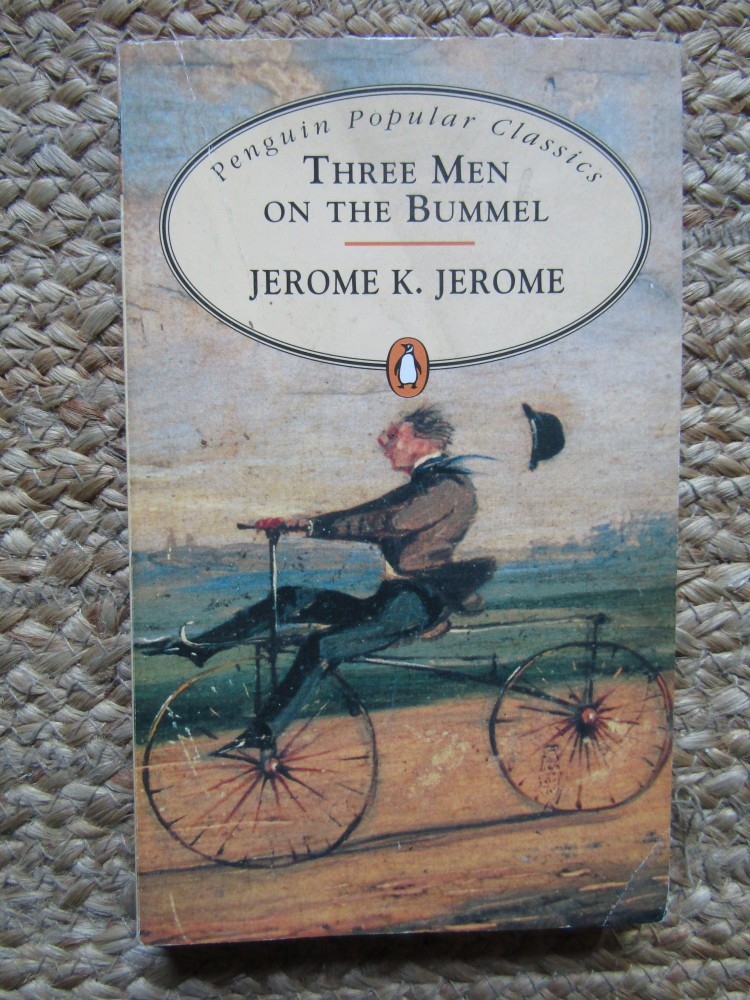 Penguin Popular Classics
THREE MEN
ON THE BUMMEL
JEROME K. JEROME